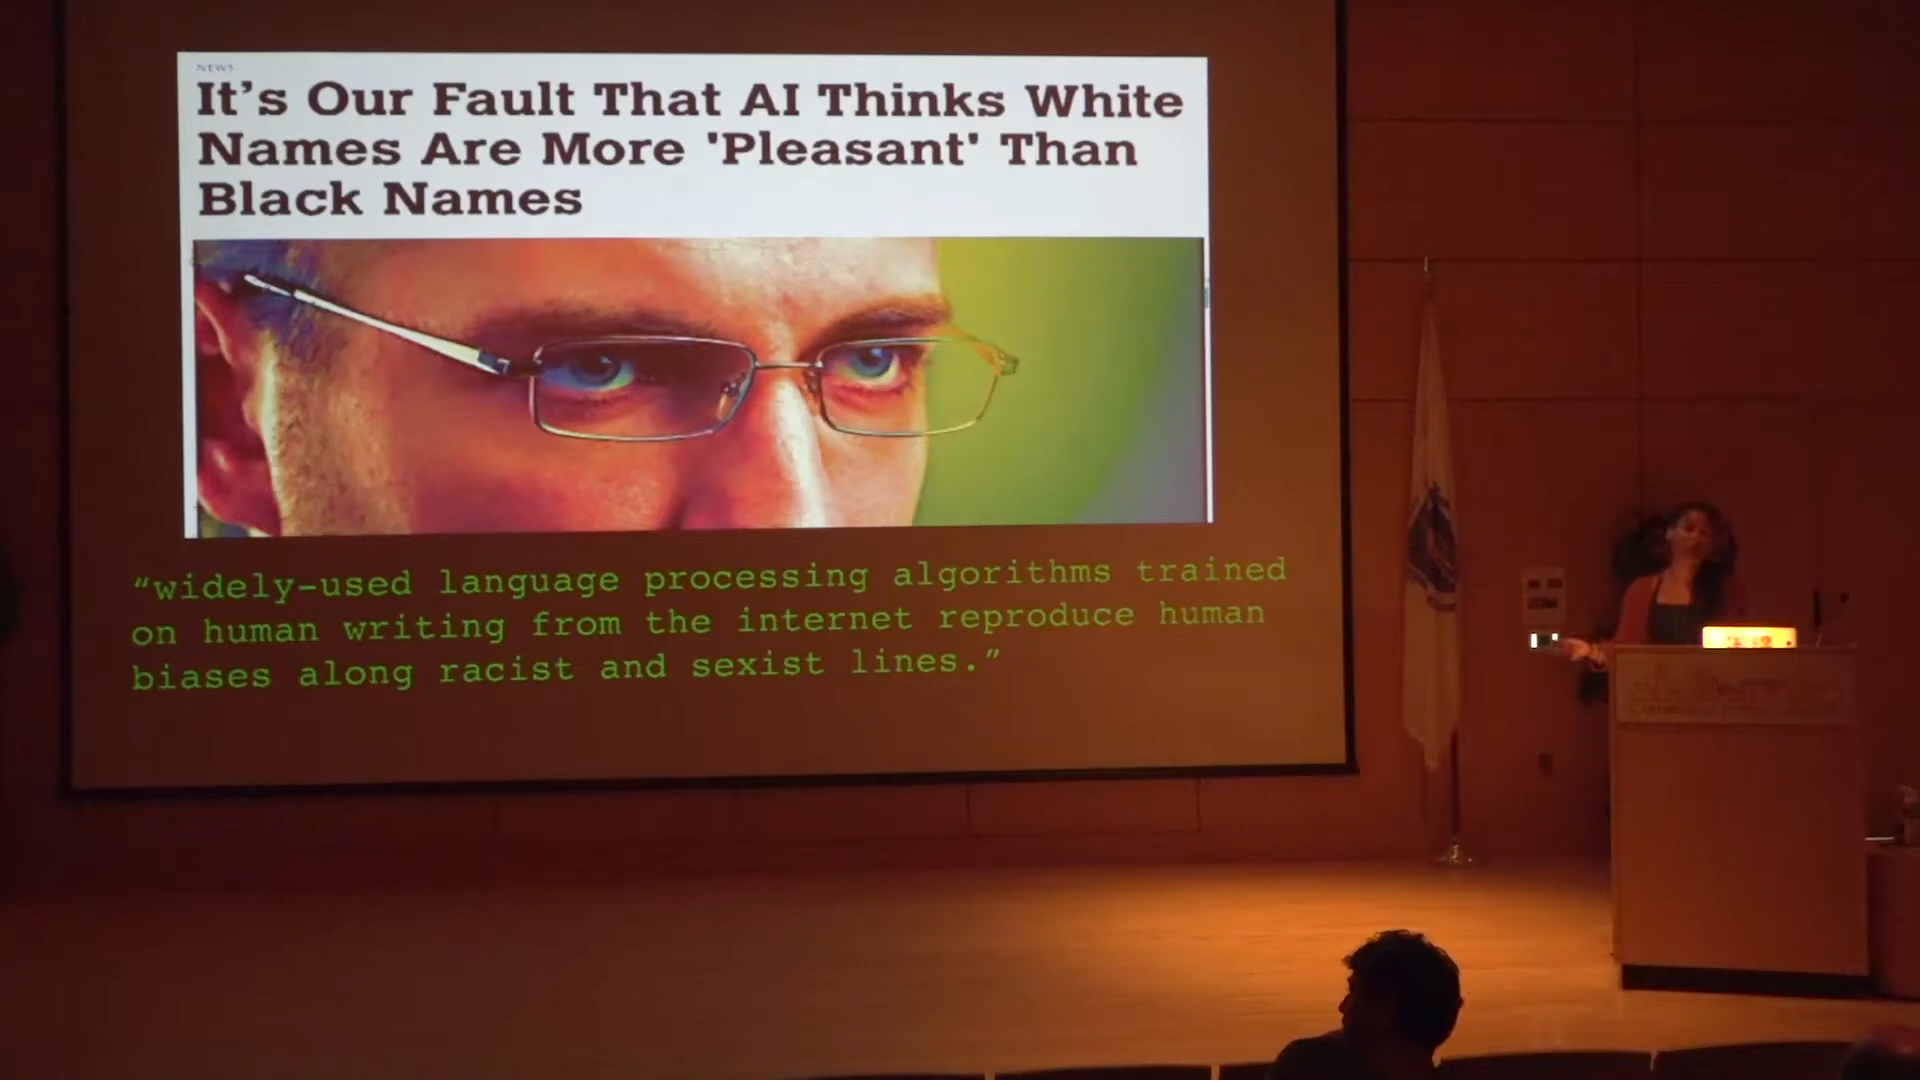 NEWS
It's Our Fault That AI Thinks White
Names Are More 'Pleasant' Than
Black Names
“widely-used language processing algorithms trained
on human writing from the internet reproduce human
biases along racist and sexist lines.”